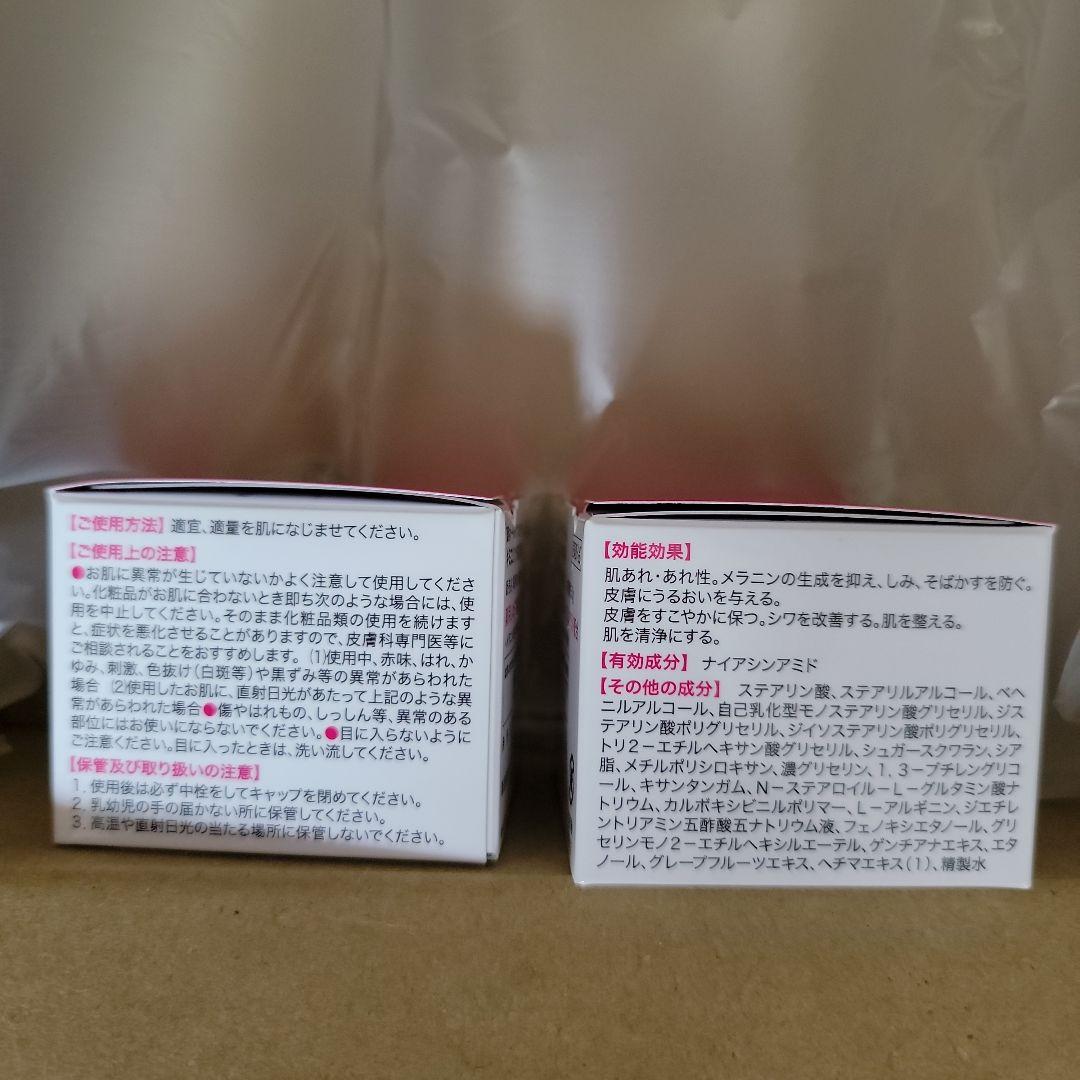 【ご使用方法】適宜、適量を肌になじませてください。
【ご使用上の注意】
●お肌に異常が生じていないかよく注意して使用してくださ
い。化粧品がお肌に合わないとき即ち次のような場合には、使
用を中止してください。そのまま化粧品類の使用を続けます
と、症状を悪化させることがありますので、皮膚科専門医等に
ご相談されることをおすすめします。(1)使用中、赤味、はれ、か
ゆみ、刺激、色抜け(白斑等)や黒ずみ等の異常があらわれた
場合 (2)使用したお肌に、直射日光があたって上記のような異
常があらわれた場合●傷やはれもの、しっしん等、異常のある
部位にはお使いにならないでください。●目に入らないように
ご注意ください。目に入ったときは、洗い流してください。
【保管及び取り扱いの注意】
1. 使用後は必ず中栓をしてキャップを閉めてください。
2. 乳幼児の手の届かない所に保管してください。
3. 高温や直射日光の当たる場所に保管しないでください。
【効能効果】
肌あれ・あれ性。メラニンの生成を抑え、しみ、そばかすを防ぐ。
皮膚にうるおいを与える。
皮膚をすこやかに保つ。シワを改善する。肌を整える。
肌を清浄にする。
【有効成分】 ナイアシンアミド
【その他の成分】 ステアリン酸、ステアリルアルコール、ベヘ
ニルアルコール、自己乳化型モノステアリン酸グリセリル、ジス
テアリン酸ポリグリセリル、ジイソステアリン酸ポリグリセリル、
トリ2－エチルヘキサン酸グリセリル、シュガースクワラン、シア
脂、メチルポリシロキサン、濃グリセリン、1，3－ブチレングリコ
ール、キサンタンガム、N－ステアロイル－L－グルタミン酸ナ
トリウム、カルボキシビニルポリマー、L－アルギニン、ジエチレ
ントリアミン五酢酸五ナトリウム液、フェノキシエタノール、グリ
セリンモノ2－エチルヘキシルエーテル、ゲンチアナエキス、エタ
ノール、グレープフルーツエキス、ヘチマエキス(1)、精製水